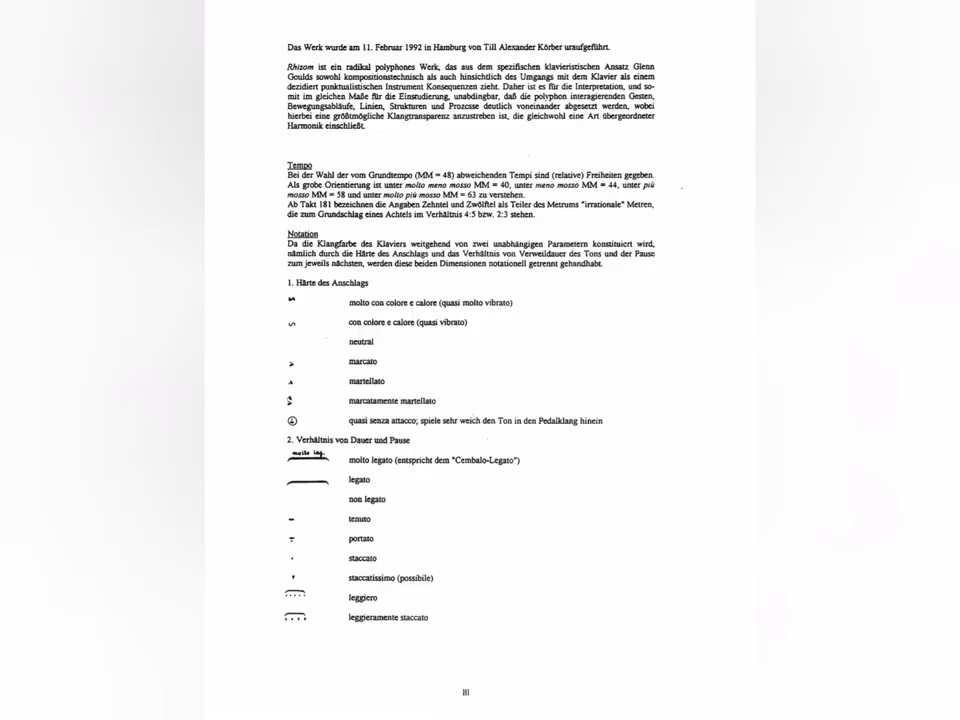 Das Werk wurde am 11. Februar 1992 in Hamburg von Till Alexander Körber uraufgeführt.
Rhizom ist ein radikal polyphones Werk, das aus dem spezifischen klavieristischen Ansatz Glenn
Goulds sowohl kompositionstechnisch als auch hinsichtlich des Umgangs mit dem Klavier als einem
dezidiert punktualistischen Instrument Konsequenzen zieht. Daher ist es für die Interpretation, und so-
mit im gleichen Maße für die Einstudierung, unabdingbar, daß die polyphon interagierenden Gesten,
Bewegungsabläufe, Linien, Strukturen und Prozesse deutlich voneinander abgesetzt werden, wobei
hierbei eine größtmögliche Klangtransparenz anzustreben ist, die gleichwohl eine Art übergeordneter
Harmonik einschließt.
Tempo
Bei der Wahl der vom Grundtempo (MM = 48) abweichenden Tempi sind (relative) Freiheiten gegeben.
Als grobe Orientierung ist unter molto meno mosso MM = 40, unter meno mosso MM = 44, unter più
mosso MM = 58 und unter molto più mosso MM = 63 zu verstehen.
Ab Takt 181 bezeichnen die Angaben Zehntel und Zwölftel als Teiler des Metrums "irrationale" Metren,
die zum Grundschlag eines Achtels im Verhältnis 4:5 bzw. 2:3 stehen.
Notation
Da die Klangfarbe des Klaviers weitgehend von zwei unabhängigen Parametern konstituiert wird,
nämlich durch die Härte des Anschlags und das Verhältnis von Verweildauer des Tons und der Pause
zum jeweils nächsten, werden diese beiden Dimensionen notationell getrennt gehandhabt.
1. Härte des Anschlags
molto con colore e calore (quasi molto vibrato)
con colore e calore (quasi vibrato)
neutral
marcato
martellato
marcatamente martellato
quasi senza attacco; spiele sehr weich den Ton in den Pedalklang hinein
2. Verhältnis von Dauer und Pause
molto leg. molto legato (entspricht dem "Cembalo-Legato")
legato
non legato
tenuto
portato
staccato
staccatissimo (possibile)
leggiero
leggieramente staccato
III